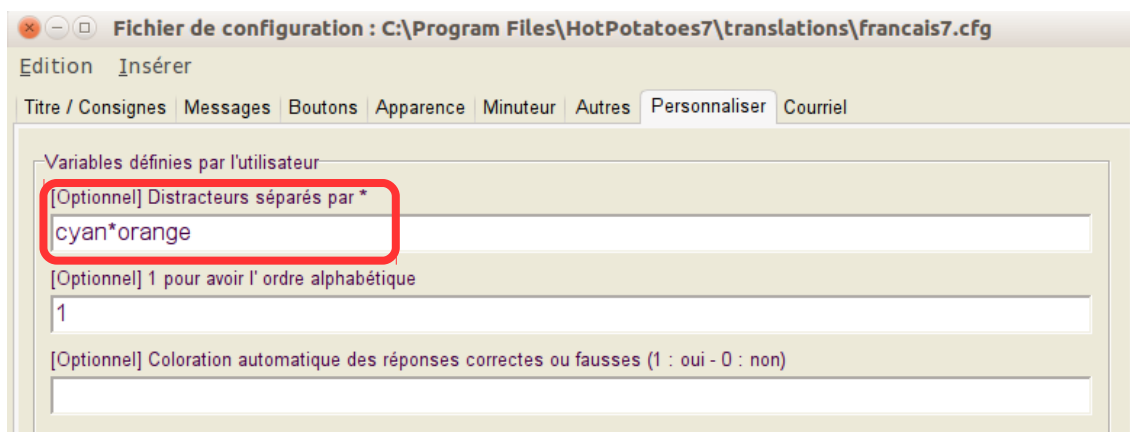 Fichier de configuration : C:\Program Files\HotPotatoes7\translations\francais7.cfg
Edition Insérer
Titre / Consignes Messages Boutons Apparence Minuteur Autres Personnaliser Courriel
Variables définies par l'utilisateur
[Optionnel] Distracteurs séparés par *
cyan*orange
[Optionnel] 1 pour avoir l' ordre alphabétique
1
[Optionnel] Coloration automatique des réponses correctes ou fausses (1 : oui - 0 : non)